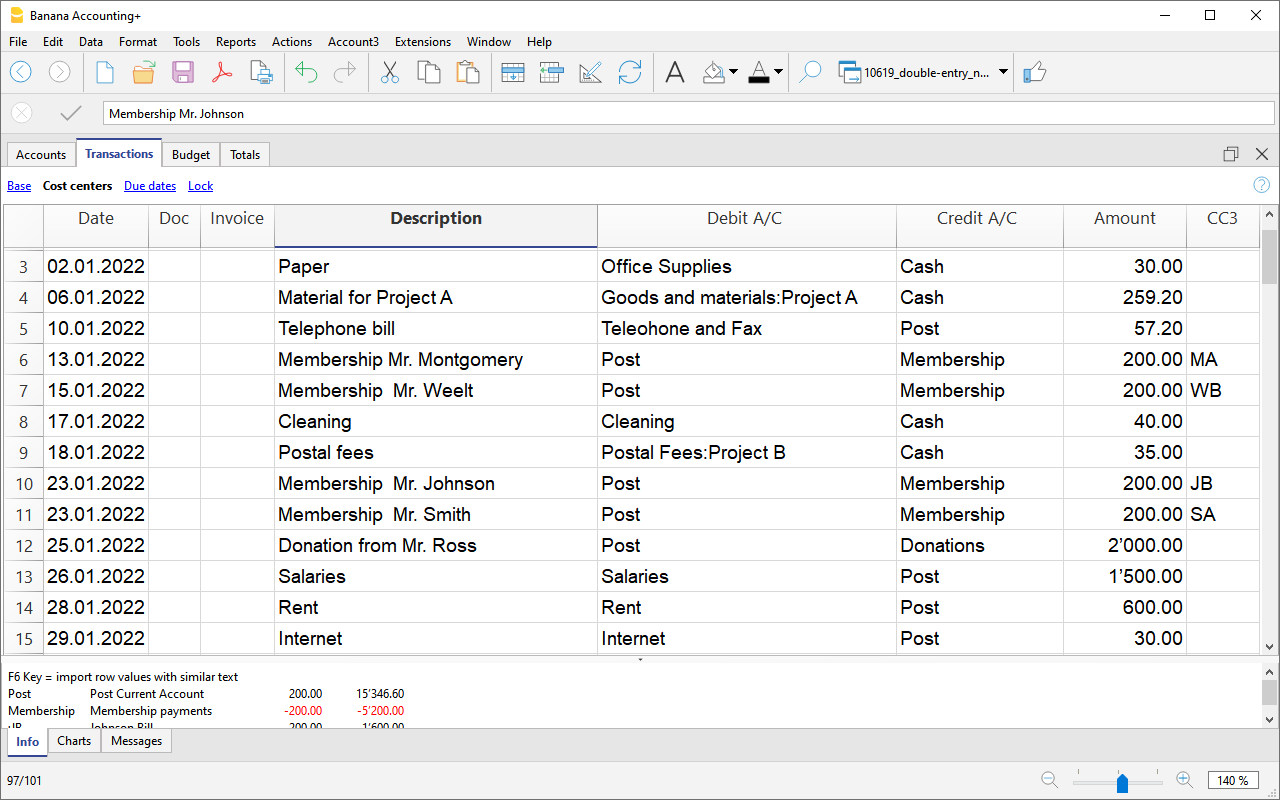 Banana Accounting+
File Edit Data Format Tools Reports Actions Account3 Extensions Window Help
10619_double-entry_n...
Membership Mr. Johnson
Accounts Transactions Budget Totals
Base Cost centers Due dates Lock
Date Doc Invoice Description Debit A/C Credit A/C Amount CC3
3 02.01.2022 Paper Office Supplies Cash 30.00
4 06.01.2022 Material for Project A Goods and materials:Project A Cash 259.20
5 10.01.2022 Telephone bill Teleohone and Fax Post 57.20
6 13.01.2022 Membership Mr. Montgomery Post Membership 200.00 MA
7 15.01.2022 Membership  Mr. Weelt Post Membership 200.00 WB
8 17.01.2022 Cleaning Cleaning Cash 40.00
9 18.01.2022 Postal fees Postal Fees:Project B Cash 35.00
10 23.01.2022 Membership  Mr. Johnson Post Membership 200.00 JB
11 23.01.2022 Membership  Mr. Smith Post Membership 200.00 SA
12 25.01.2022 Donation from Mr. Ross Post Donations 2’000.00
13 26.01.2022 Salaries Salaries Post 1’500.00
14 28.01.2022 Rent Rent Post 600.00
15 29.01.2022 Internet Internet Post 30.00
F6 Key = import row values with similar text
Post Post Current Account 200.00 15’346.60
Membership Membership payments -200.00 -5’200.00
JB Johnson Bill 200.00 1’600.00
Info Charts Messages
97/101
140 %